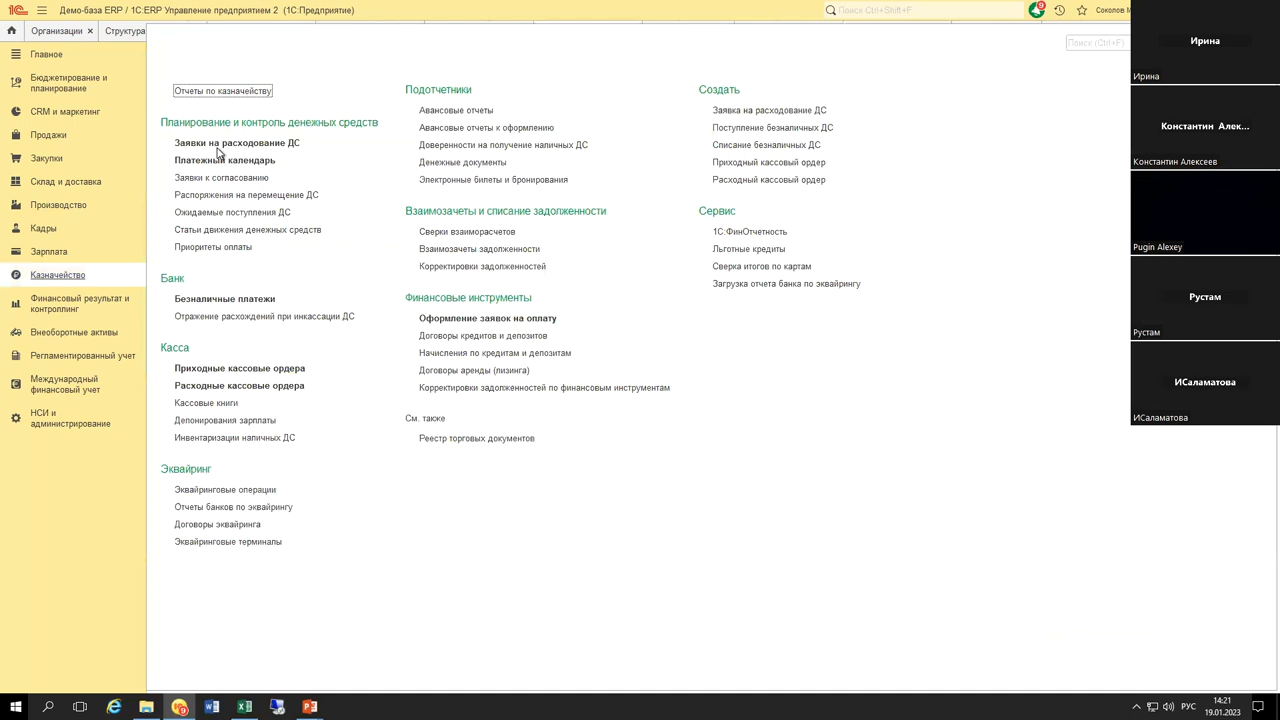 Демо-база ERP / 1С:ERP Управление предприятием 2 (1С:Предприятие)
Поиск Ctrl+Shift+F
9
Соколов М
Организации
Структура
Главное
Бюджетирование и
планирование
CRM и маркетинг
Продажи
Закупки
Склад и доставка
Производство
Кадры
Зарплата
Казначейство
Финансовый результат и
контроллинг
Внеоборотные активы
Регламентированный учет
Международный
финансовый учет
НСИ и
администрирование
Поиск (Ctrl+F)
Отчеты по казначейству
Планирование и контроль денежных средств
Заявки на расходование ДС
Платежный календарь
Заявки к согласованию
Распоряжения на перемещение ДС
Ожидаемые поступления ДС
Статьи движения денежных средств
Приоритеты оплаты
Банк
Безналичные платежи
Отражение расхождений при инкассации ДС
Касса
Приходные кассовые ордера
Расходные кассовые ордера
Кассовые книги
Депонирования зарплаты
Инвентаризации наличных ДС
Эквайринг
Эквайринговые операции
Отчеты банков по эквайрингу
Договоры эквайринга
Эквайринговые терминалы
Подотчетники
Авансовые отчеты
Авансовые отчеты к оформлению
Доверенности на получение наличных ДС
Денежные документы
Электронные билеты и бронирования
Взаимозачеты и списание задолженности
Сверки взаиморасчетов
Взаимозачеты задолженности
Корректировки задолженностей
Финансовые инструменты
Оформление заявок на оплату
Договоры кредитов и депозитов
Начисления по кредитам и депозитам
Договоры аренды (лизинга)
Корректировки задолженностей по финансовым инструментам
См. также
Реестр торговых документов
Создать
Заявка на расходование ДС
Поступление безналичных ДС
Списание безналичных ДС
Приходный кассовый ордер
Расходный кассовый ордер
Сервис
1С:ФинОтчетность
Льготные кредиты
Сверка итогов по картам
Загрузка отчета банка по эквайрингу
Ирина
Ирина
Константин Алек...
Константин Алексеев
Pugin Alexey
Рустам
Рустам
ИСаламатова
ИСаламатова
РУС
14:21
19.01.2023